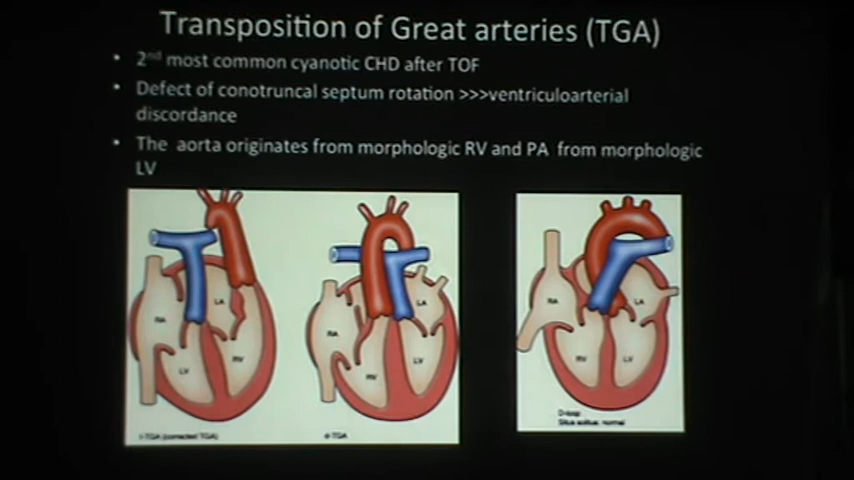 Transposition of Great arteries (TGA)
• 2nd most common cyanotic CHD after TOF
• Defect of conotruncal septum rotation >>>ventriculoarterial
discordance
• The aorta originates from morphologic RV and PA from morphologic
LV
RA
LA
LV
RV
l-TGA (corrected TGA)
RA
LA
RV
LV
d-TGA
RA
LA
RV
LV
D-loop
Situs solitus: normal